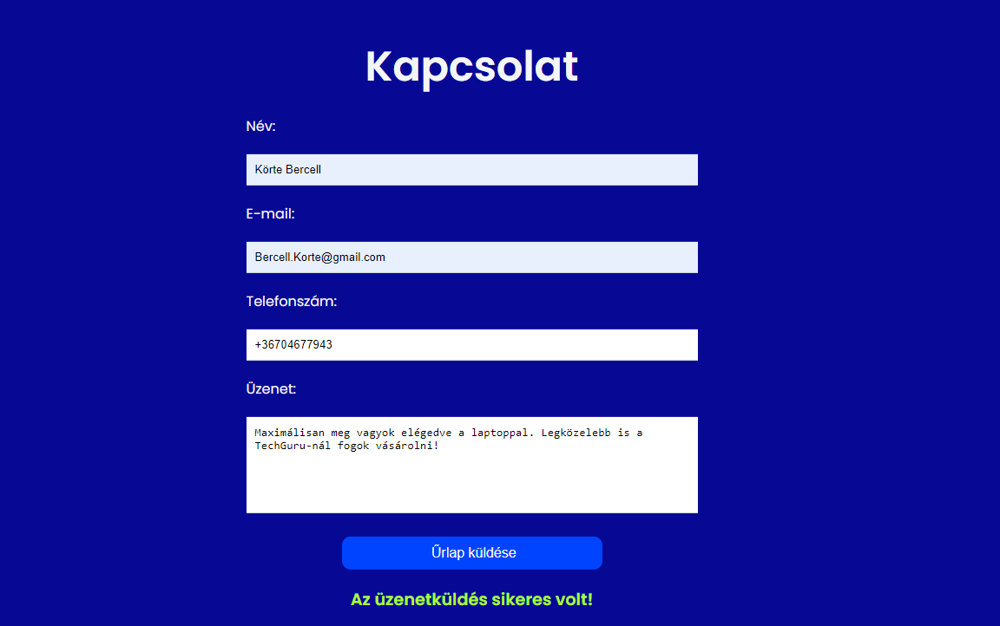 Kapcsolat
Név:
Körte Bercell
E-mail:
Bercell.Korte@gmail.com
Telefonszám:
+36704677943
Üzenet:
Maximálisan meg vagyok elégedve a laptoppal. Legközelebb is a
TechGuru-nál fogok vásárolni!
Űrlap küldése
Az üzenetküldés sikeres volt!